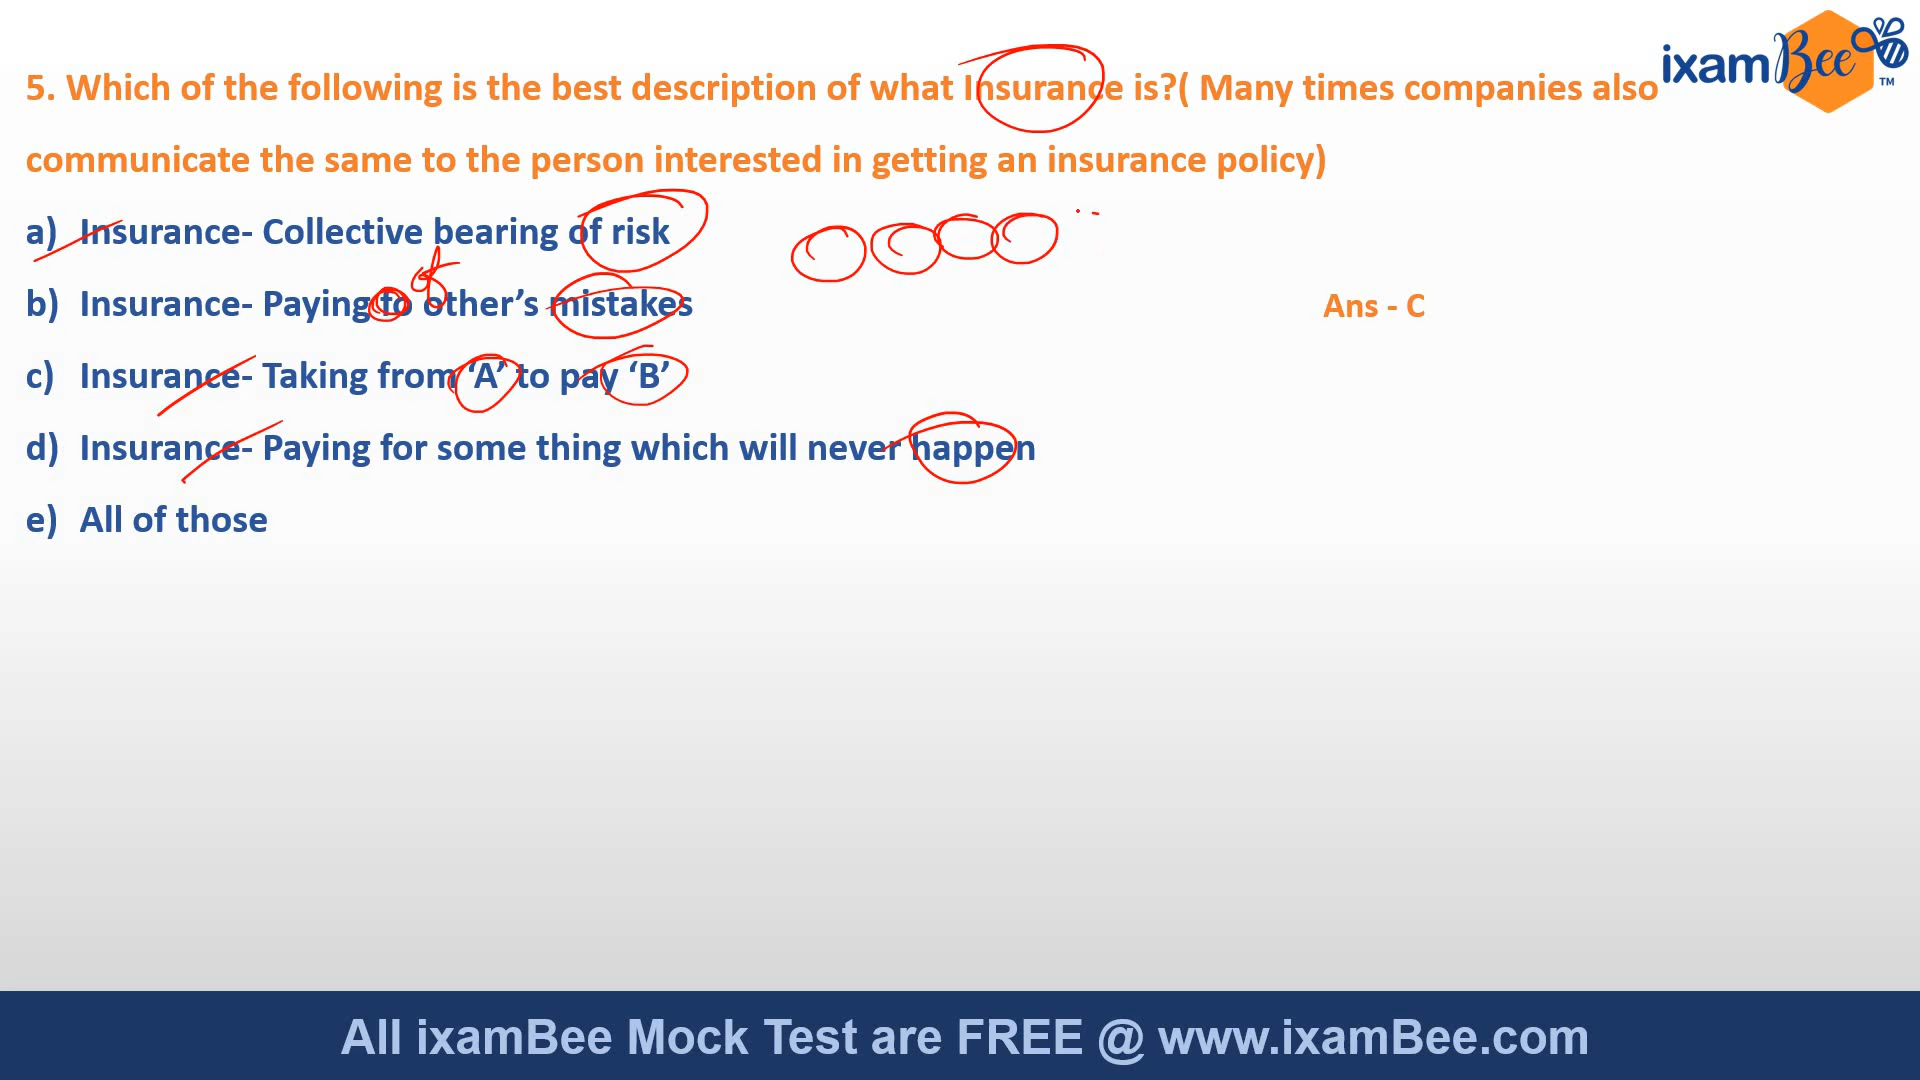 ixamBee TM
5. Which of the following is the best description of what Insurance is?( Many times companies also
communicate the same to the person interested in getting an insurance policy)
a) Insurance- Collective bearing of risk
b) Insurance- Paying to other’s mistakes
Ans - C
c) Insurance- Taking from ‘A’ to pay ‘B’
d) Insurance- Paying for some thing which will never happen
e) All of those
All ixamBee Mock Test are FREE @ www.ixamBee.com